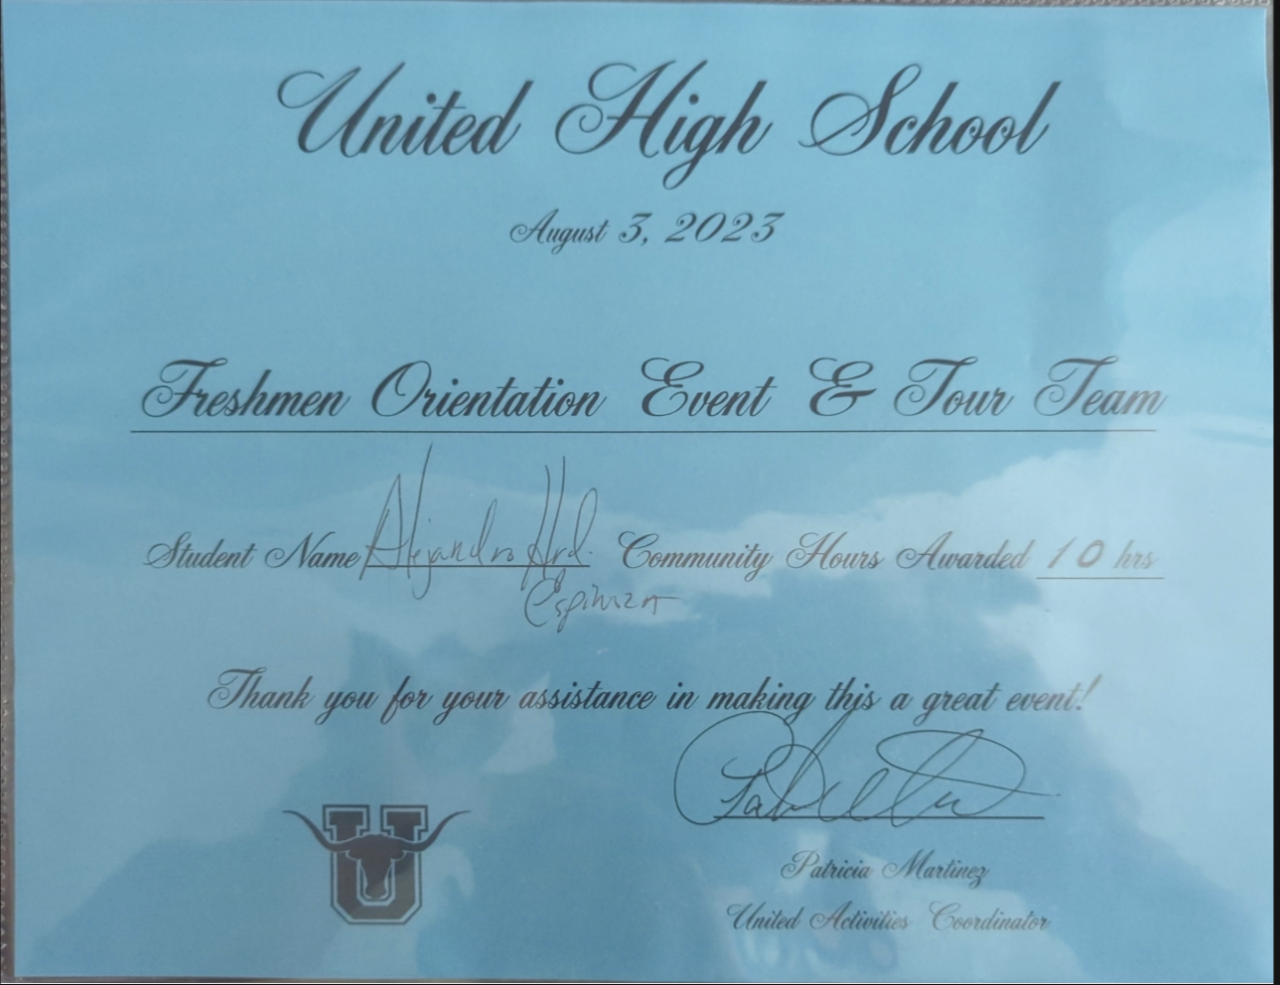 United High School
August 3, 2023
Freshmen Orientation Event & Tour Team
Student Name Alejandro Hrd. Community Hours Awarded 10 hrs
Espinoza
Thank you for your assistance in making this a great event!
U
Patricia Martinez
United Activities Coordinator